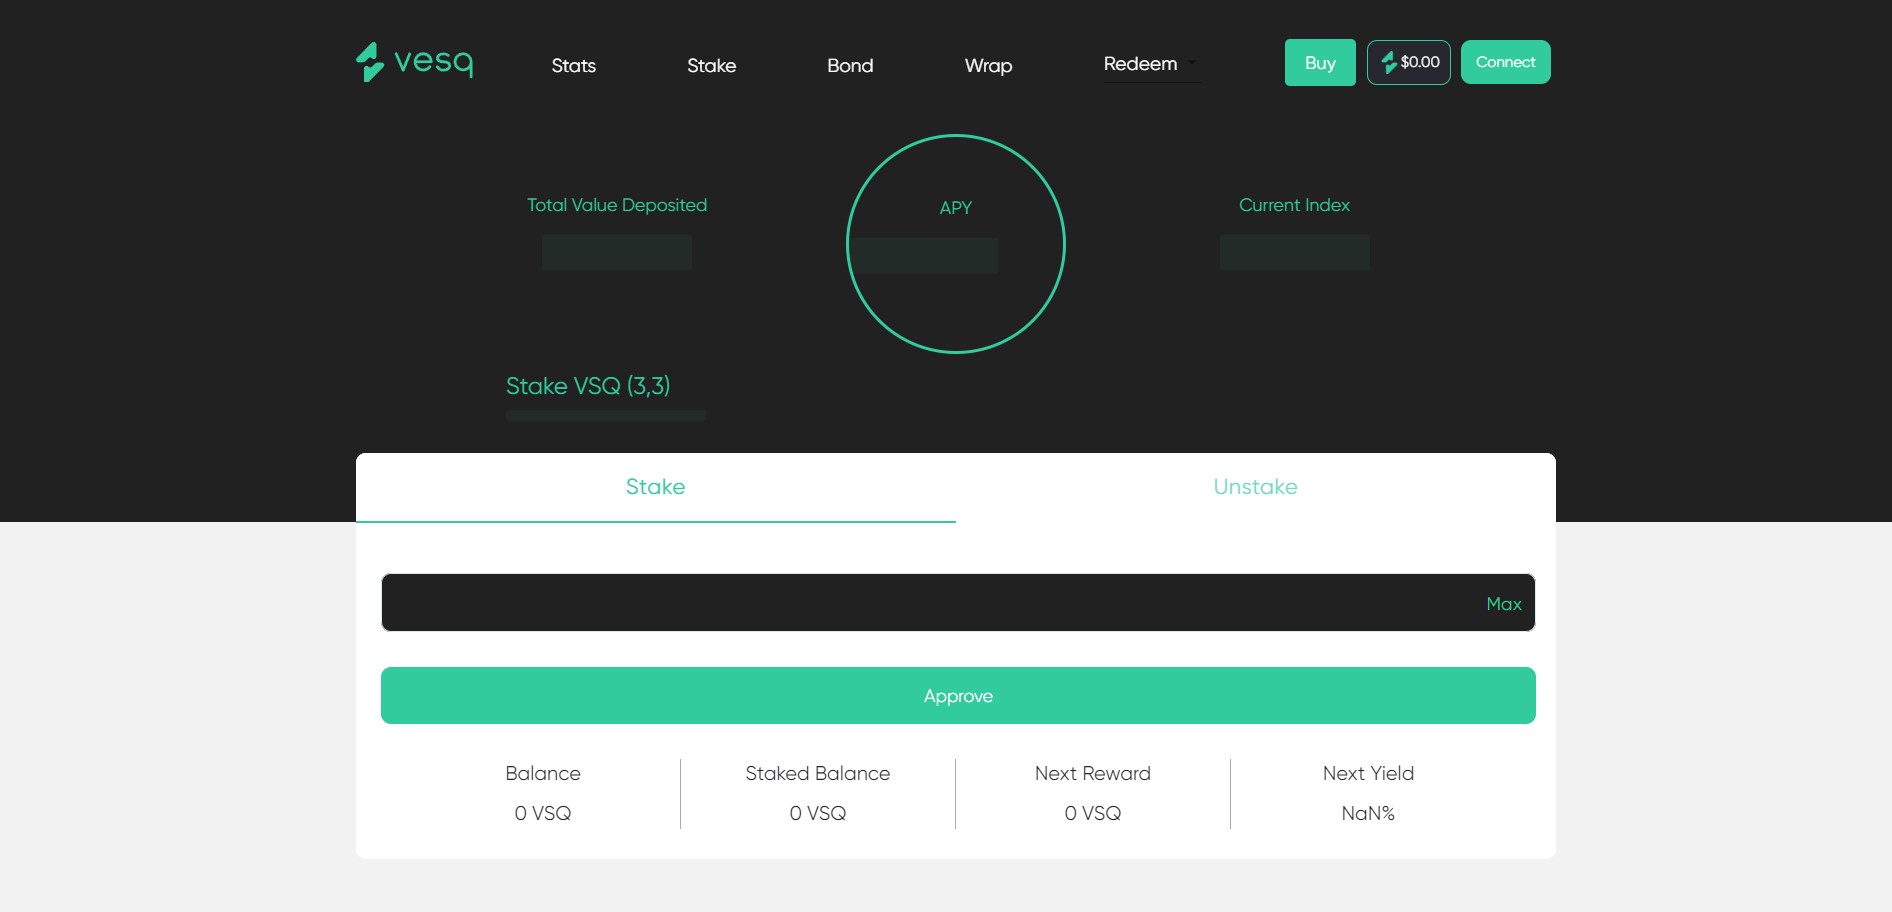 vesq
Stats
Stake
Bond
Wrap
Redeem
Buy
$0.00
Connect
Total Value Deposited
APY
Current Index
Stake VSQ (3,3)
Stake
Unstake
Max
Approve
Balance
0 VSQ
Staked Balance
0 VSQ
Next Reward
0 VSQ
Next Yield
NaN%